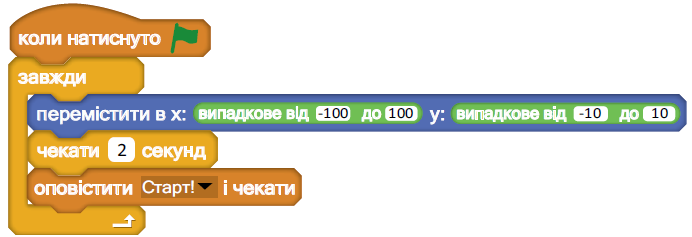 коли натиснуто
завжди
перемістити в x: випадкове від -100 до 100 y: випадкове від -10 до 10
чекати 2 секунд
оповістити Старт! і чекати